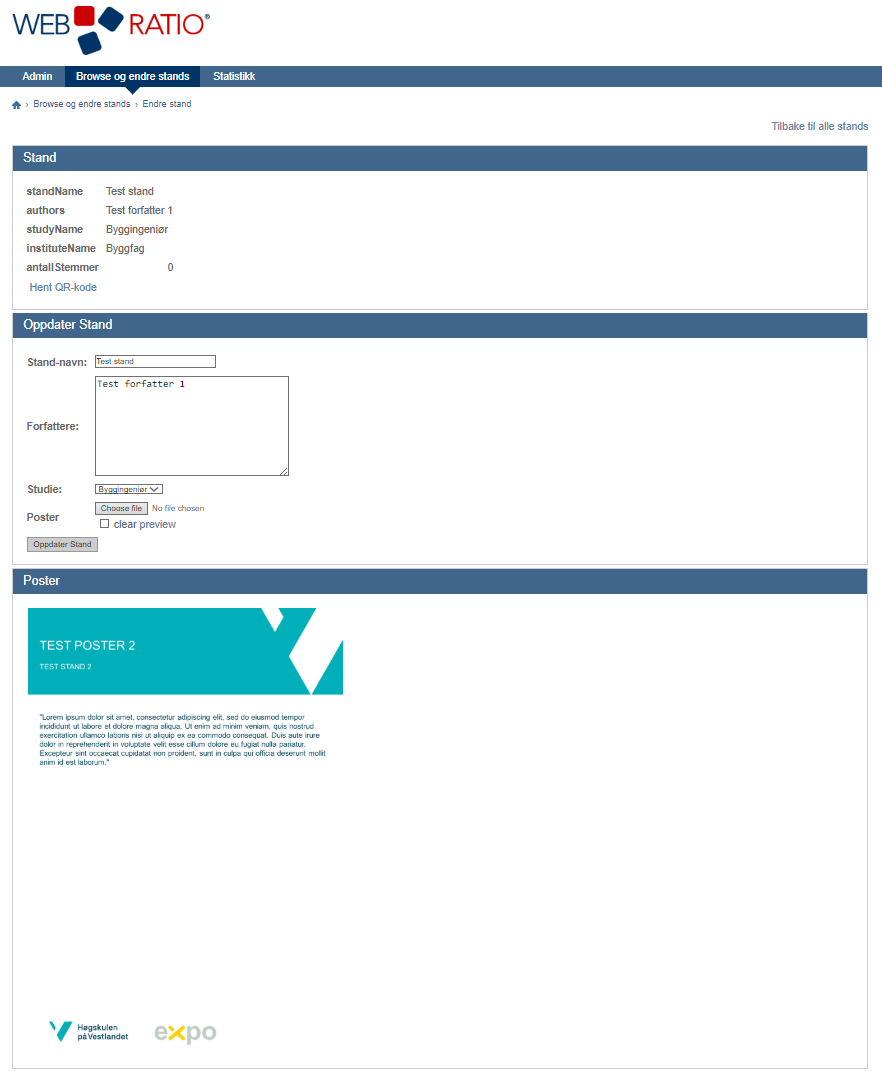 WEB RATIO®
Admin Browse og endre stands Statistikk
› Browse og endre stands › Endre stand
Tilbake til alle stands
Stand
standName Test stand
authors Test forfatter 1
studyName Byggingeniør
instituteName Byggfag
antallStemmer 0
Hent QR-kode
Oppdater Stand
Stand-navn: Test stand
Forfattere: Test forfatter 1
Studie: Byggingeniør
Poster Choose file No file chosen
clear preview
Oppdater Stand
Poster
TEST POSTER 2
TEST STAND 2
"Lorem ipsum dolor sit amet, consectetur adipiscing elit, sed do eiusmod tempor
incididunt ut labore et dolore magna aliqua. Ut enim ad minim veniam, quis nostrud
exercitation ullamco laboris nisi ut aliquip ex ea commodo consequat. Duis aute irure
dolor in reprehenderit in voluptate velit esse cillum dolore eu fugiat nulla pariatur.
Excepteur sint occaecat cupidatat non proident, sunt in culpa qui officia deserunt mollit
anim id est laborum."
Høgskulen
på Vestlandet
expo